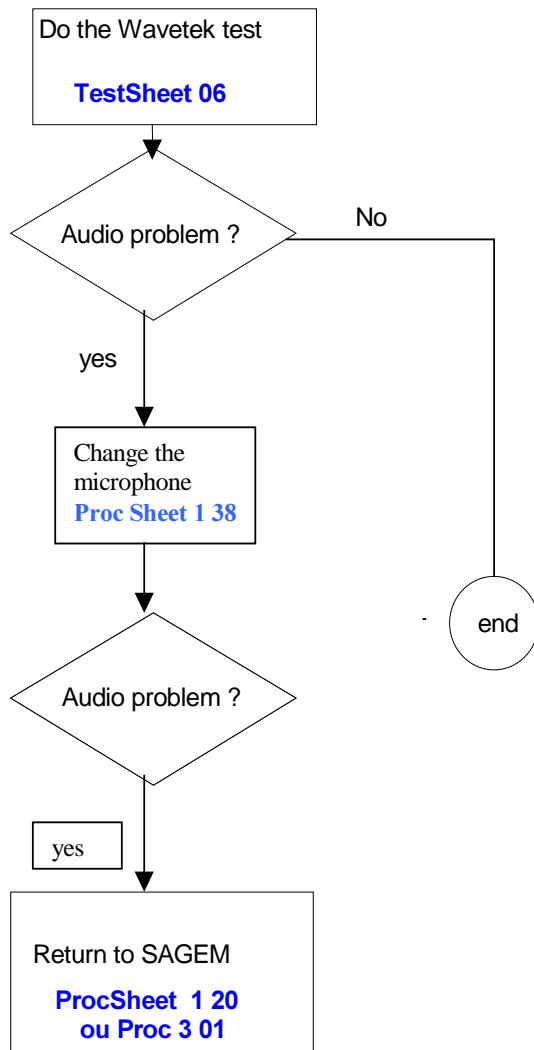 Do the Wavetek test
TestSheet 06
Audio problem ?
No
yes
Change the
microphone
Proc Sheet 1 38
end
Audio problem ?
yes
Return to SAGEM
ProcSheet 1 20
ou Proc 3 01